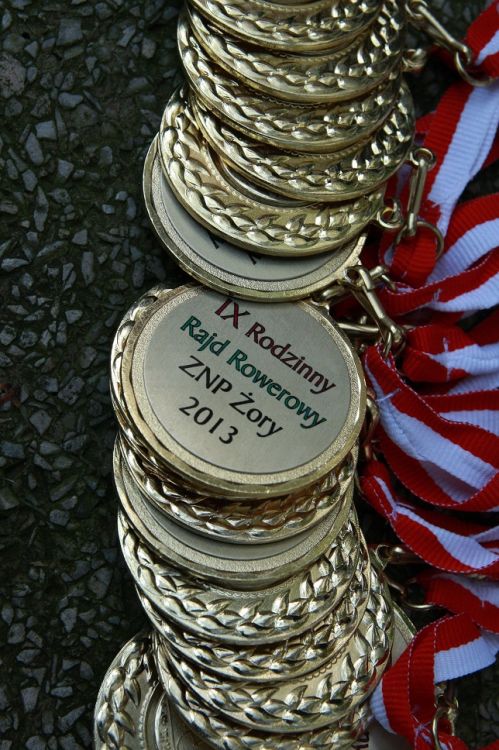 IX Rodzinny
Rajd Rowerowy
ZNP Żory
2013